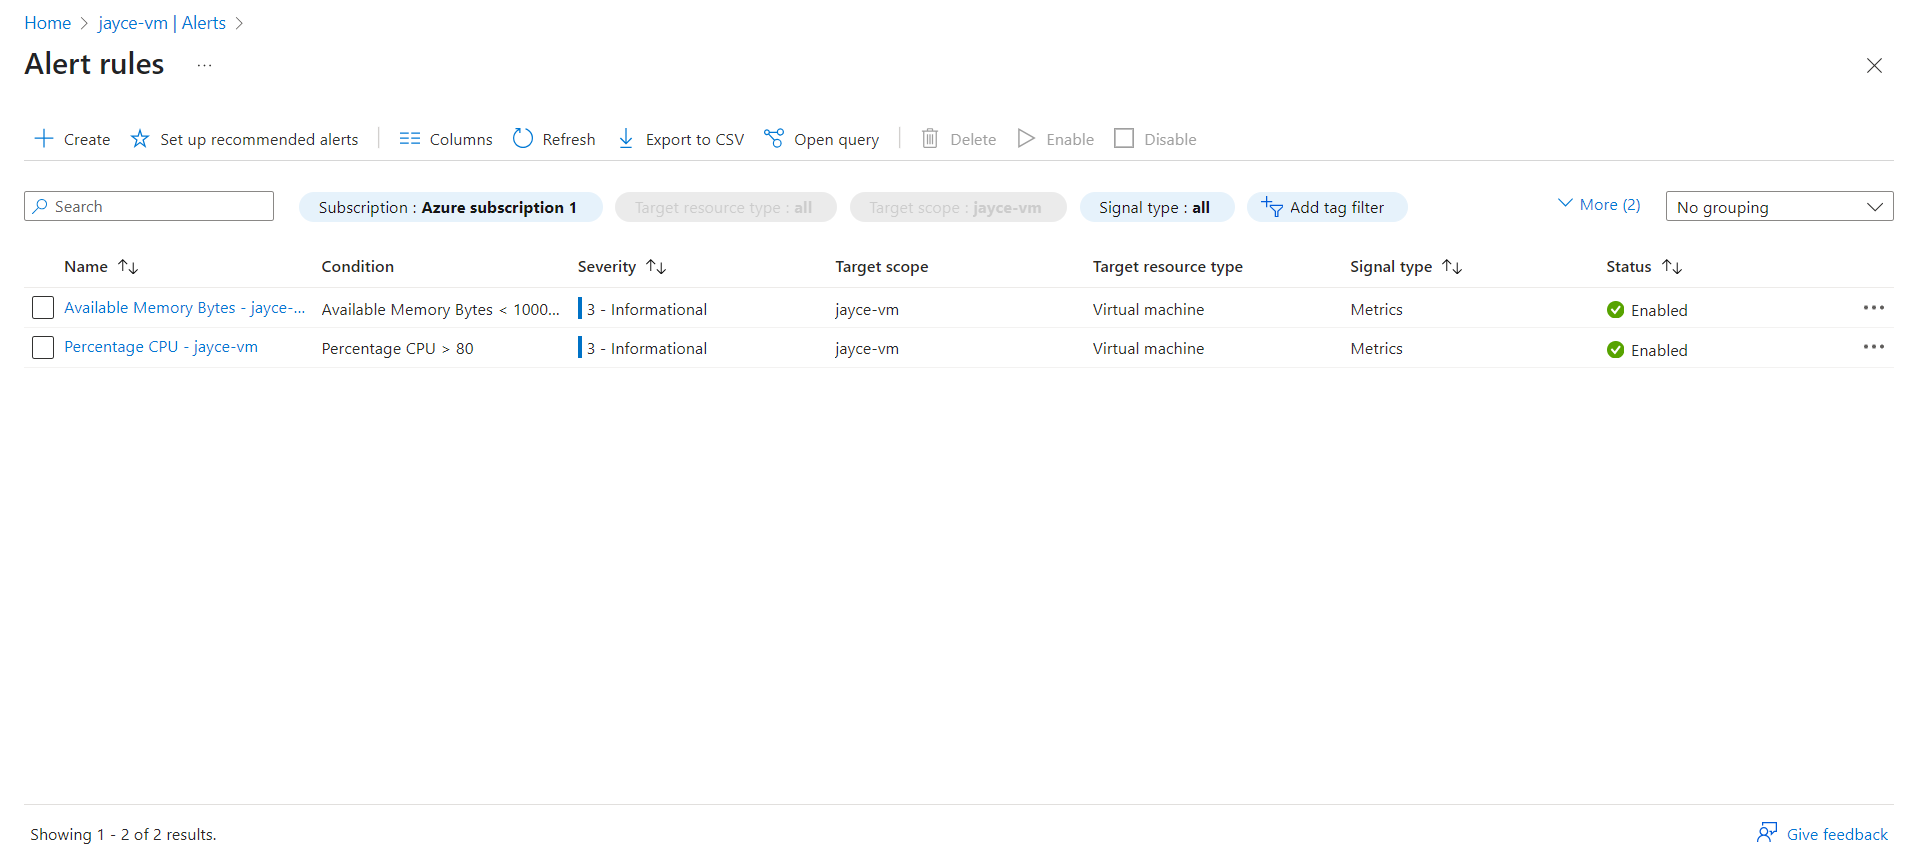 Home > jayce-vm | Alerts >
Alert rules ...
Create Set up recommended alerts Columns Refresh Export to CSV Open query Delete Enable Disable
Search Subscription : Azure subscription 1 Target resource type : all Target scope : jayce-vm Signal type : all Add tag filter More (2) No grouping
Name Condition Severity Target scope Target resource type Signal type Status
Available Memory Bytes - jayce-... Available Memory Bytes < 1000... 3 - Informational jayce-vm Virtual machine Metrics Enabled
Percentage CPU - jayce-vm Percentage CPU > 80 3 - Informational jayce-vm Virtual machine Metrics Enabled
Showing 1 - 2 of 2 results. Give feedback